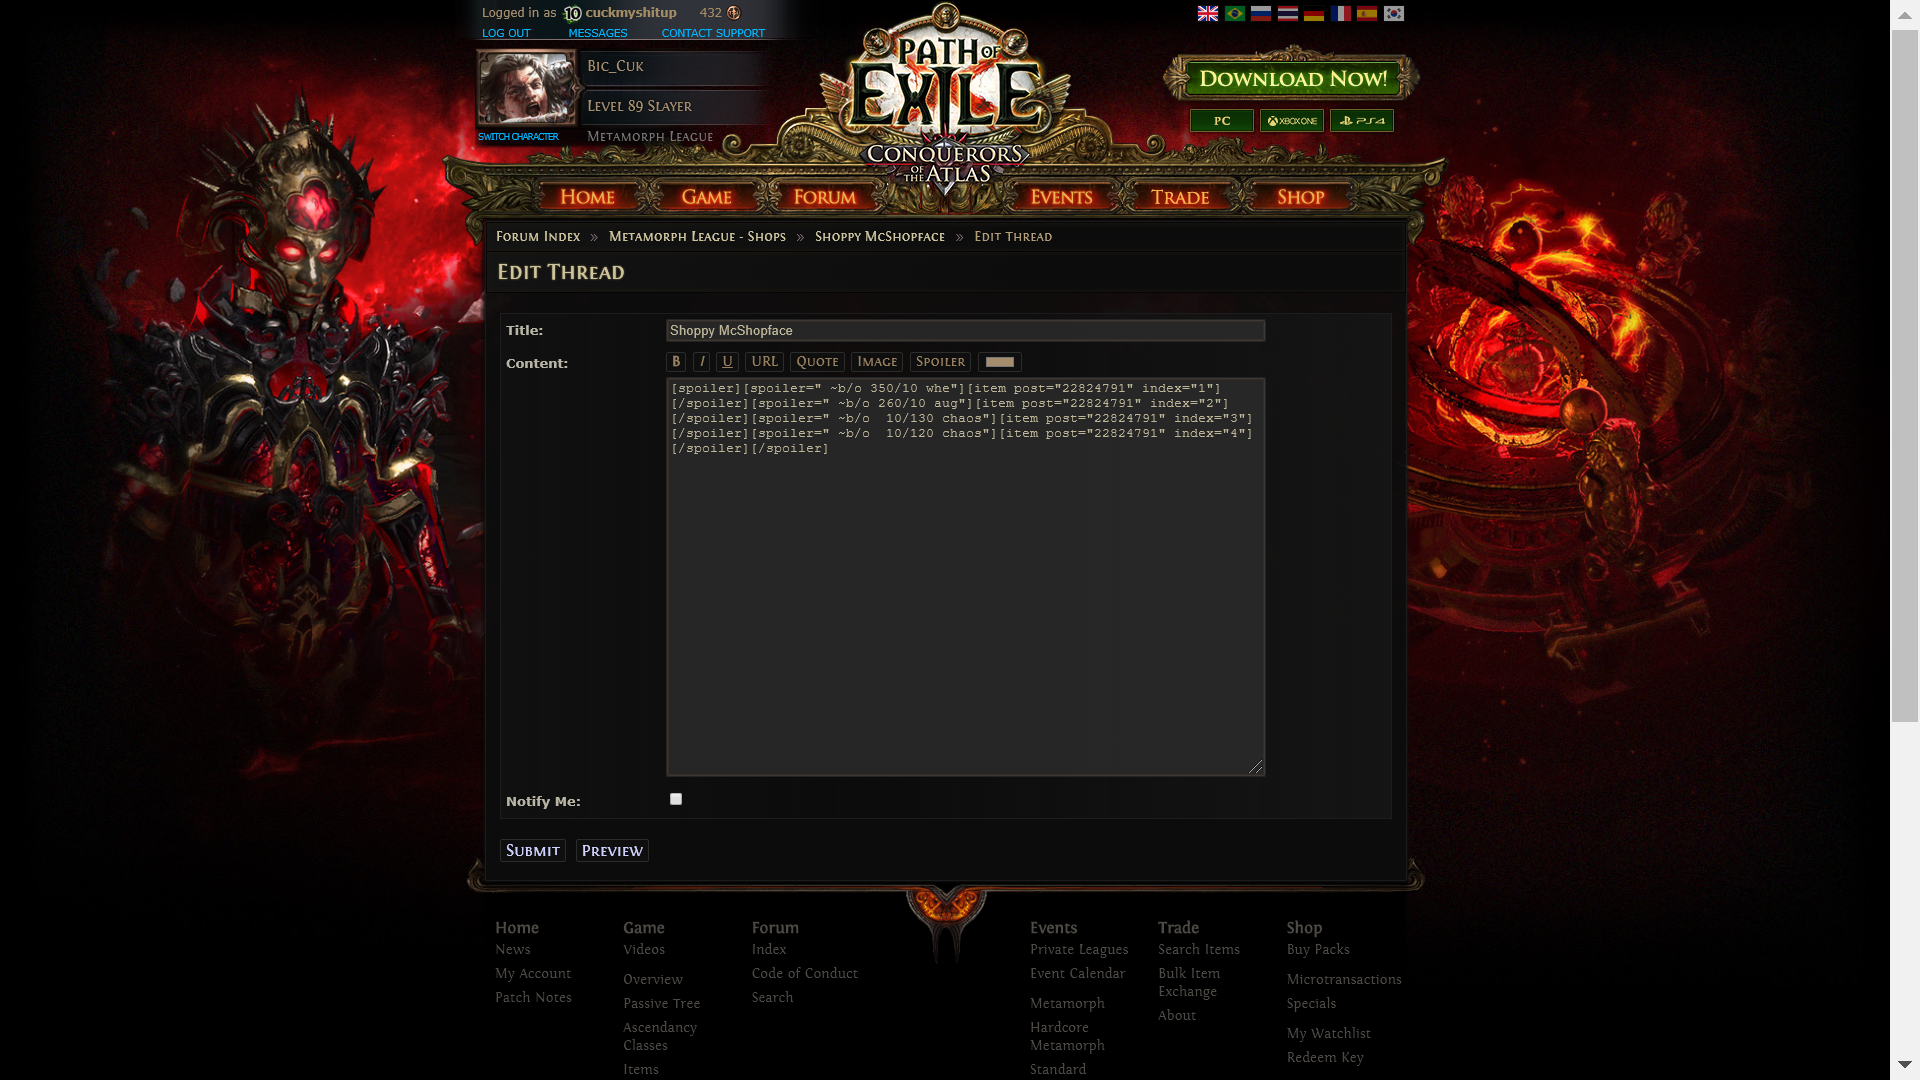 Logged in as cuckmyshitup 432
LOG OUT MESSAGES CONTACT SUPPORT
Bic_Cuk
Level 89 Slayer
SWITCH CHARACTER
Metamorph League
PATH OF EXILE
CONQUERORS OF THE ATLAS
Download Now!
PC XBOX ONE PS4
Home Game Forum Events Trade Shop
Forum Index » Metamorph League - Shops » Shoppy McShopface » Edit Thread
Edit Thread
Title: Shoppy McShopface
Content: B I U URL Quote Image Spoiler
[spoiler][spoiler=" ~b/o 350/10 whe"][item post="22824791" index="1"]
[/spoiler][spoiler=" ~b/o 260/10 aug"][item post="22824791" index="2"]
[/spoiler][spoiler=" ~b/o  10/130 chaos"][item post="22824791" index="3"]
[/spoiler][spoiler=" ~b/o  10/120 chaos"][item post="22824791" index="4"]
[/spoiler][/spoiler]
Notify Me:
Submit Preview
Home
News
My Account
Patch Notes
Game
Videos
Overview
Passive Tree
Ascendancy
Classes
Items
Forum
Index
Code of Conduct
Search
Events
Private Leagues
Event Calendar
Metamorph
Hardcore
Metamorph
Standard
Trade
Search Items
Bulk Item
Exchange
About
Shop
Buy Packs
Microtransactions
Specials
My Watchlist
Redeem Key